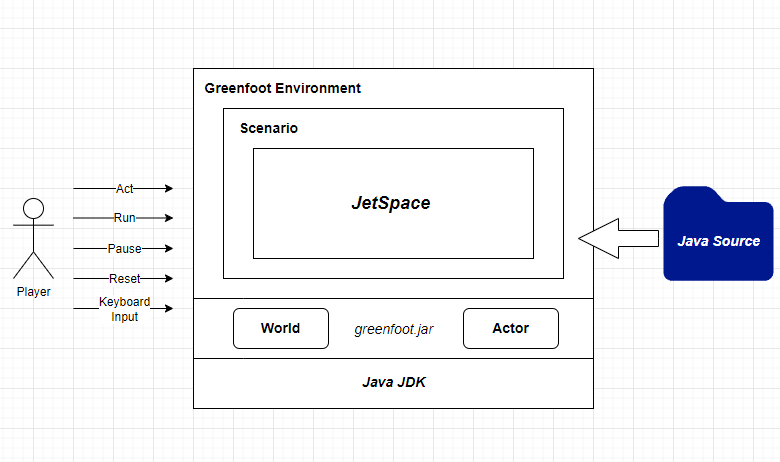 Greenfoot Environment
Scenario
JetSpace
Act
Run
Pause
Reset
Keyboard
Input
Player
Java Source
World
greenfoot.jar
Actor
Java JDK